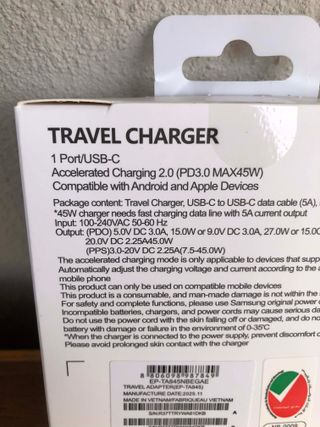 TRAVEL CHARGER
1 Port/USB-C
Accelerated Charging 2.0 (PD3.0 MAX45W)
Compatible with Android and Apple Devices
Package content: Travel Charger, USB-C to USB-C data cable (5A),
*45W charger needs fast charging data line with 5A current output
Input: 100-240VAC 50-60 Hz
Output: (PDO) 5.0V DC 3.0A, 15.0W or 9.0V DC 3.0A, 27.0W or 15.0
20.0V DC 2.25A45.0W
(PPS)3.0-20V DC 2.25A(7.5-45.0W)
The accelerated charging mode is only applicable to devices that sup
Automatically adjust the charging voltage and current according to the a
mobile phone
This product can only be used on compatible mobile devices
This product is a consumable, and man-made damage is not within the
For safety and complete functions, please use Samsung original power
Incompatible batteries, chargers, and power cords may cause serious
Do not use the power cord with the skin falling off or damaged, and do not
battery with damage or failure in the environment of 0-35°C
*When the charger is connected to the power supply, prevent discom
Please avoid prolonged skin contact with the charger
8806098987849
EP-TA845NBEGAE
TRAVEL ADAPTER(EP-TA845)
MANUFACTURE DATE:2025.11
MADE IN VIETNAM/FABRIQUEAU VIETNAM